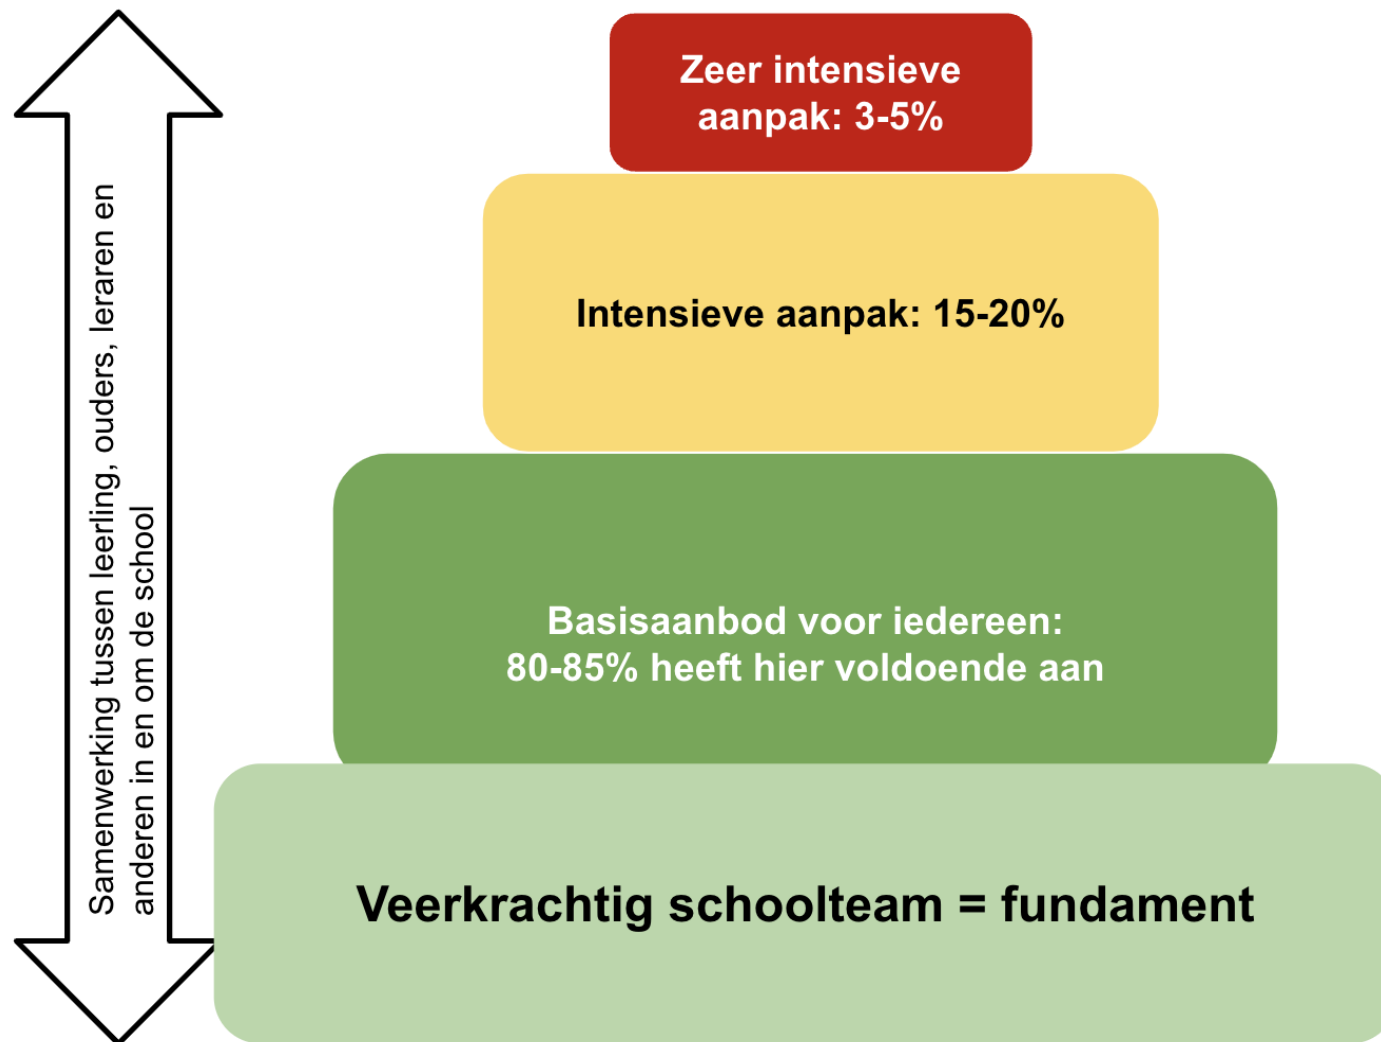 Zeer intensieve
aanpak: 3-5%
Intensieve aanpak: 15-20%
Basisaanbod voor iedereen:
80-85% heeft hier voldoende aan
Veerkrachtig schoolteam = fundament
Samenwerking tussen leerling, ouders, leraren en
anderen in en om de school